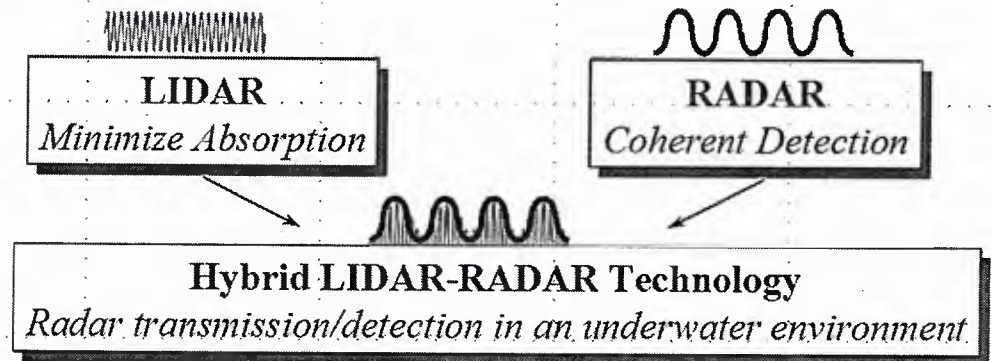 LIDAR
Minimize Absorption
RADAR
Coherent Detection
Hybrid LIDAR-RADAR Technology
Radar transmission/detection in an underwater environment